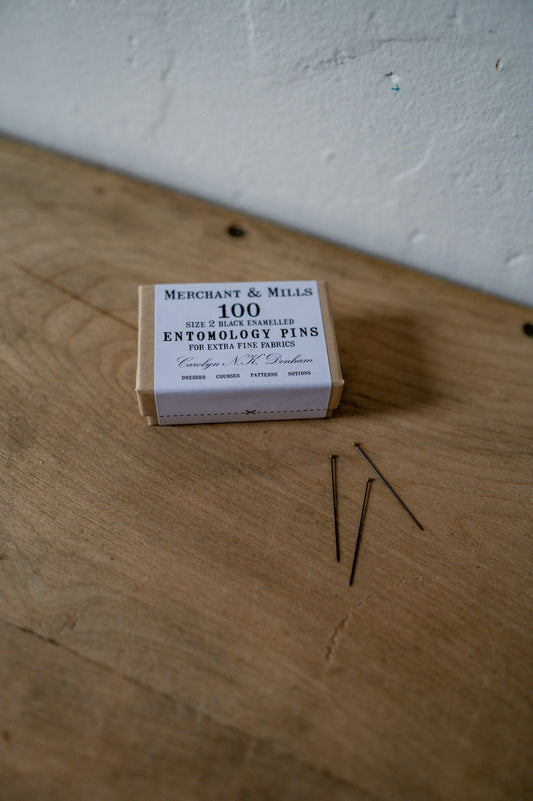 MERCHANT & MILLS
100
SIZE 2 BLACK ENAMELLED
ENTOMOLOGY PINS
FOR EXTRA FINE FABRICS
Carolyn N.K. Denham
DRESSES COURSES PATTERNS NOTIONS